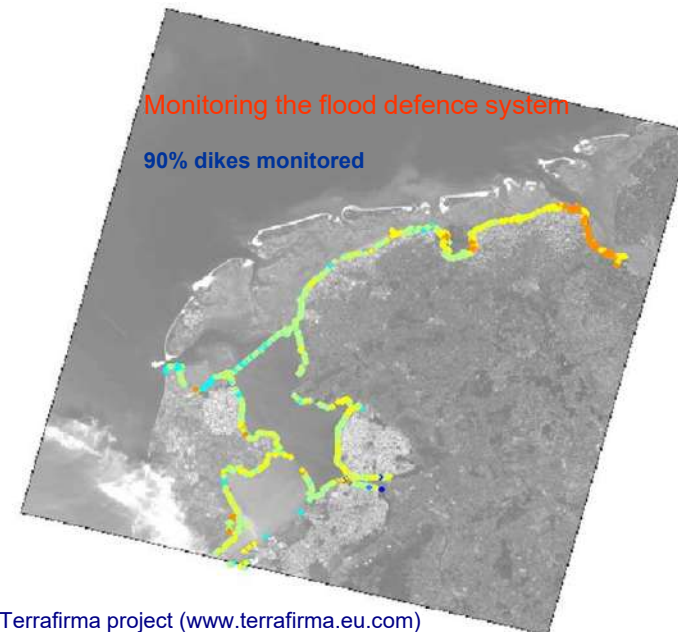 Monitoring the flood defence system
90% dikes monitored
Terrafirma project (www.terrafirma.eu.com)